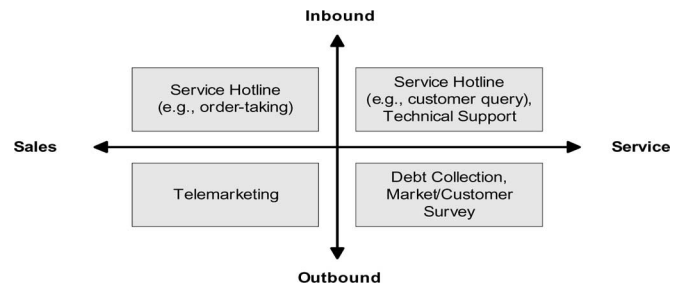 Inbound
Service Hotline
(e.g., order-taking)
Service Hotline
(e.g., customer query),
Technical Support
Sales
Service
Telemarketing
Debt Collection,
Market/Customer
Survey
Outbound